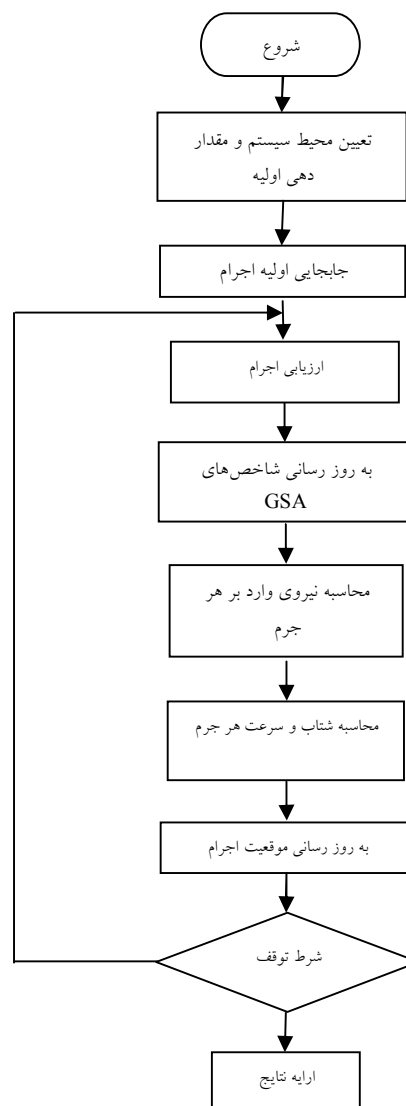 شروع
تعیین محیط سیستم و مقدار
دهی اولیه
جابجایی اولیه اجرام
ارزیابی اجرام
به روز رسانی شاخص‌های
GSA
محاسبه نیروی وارد بر هر
جرم
محاسبه شتاب و سرعت هر جرم
به روز رسانی موقعیت اجرام
شرط توقف
ارایه نتایج